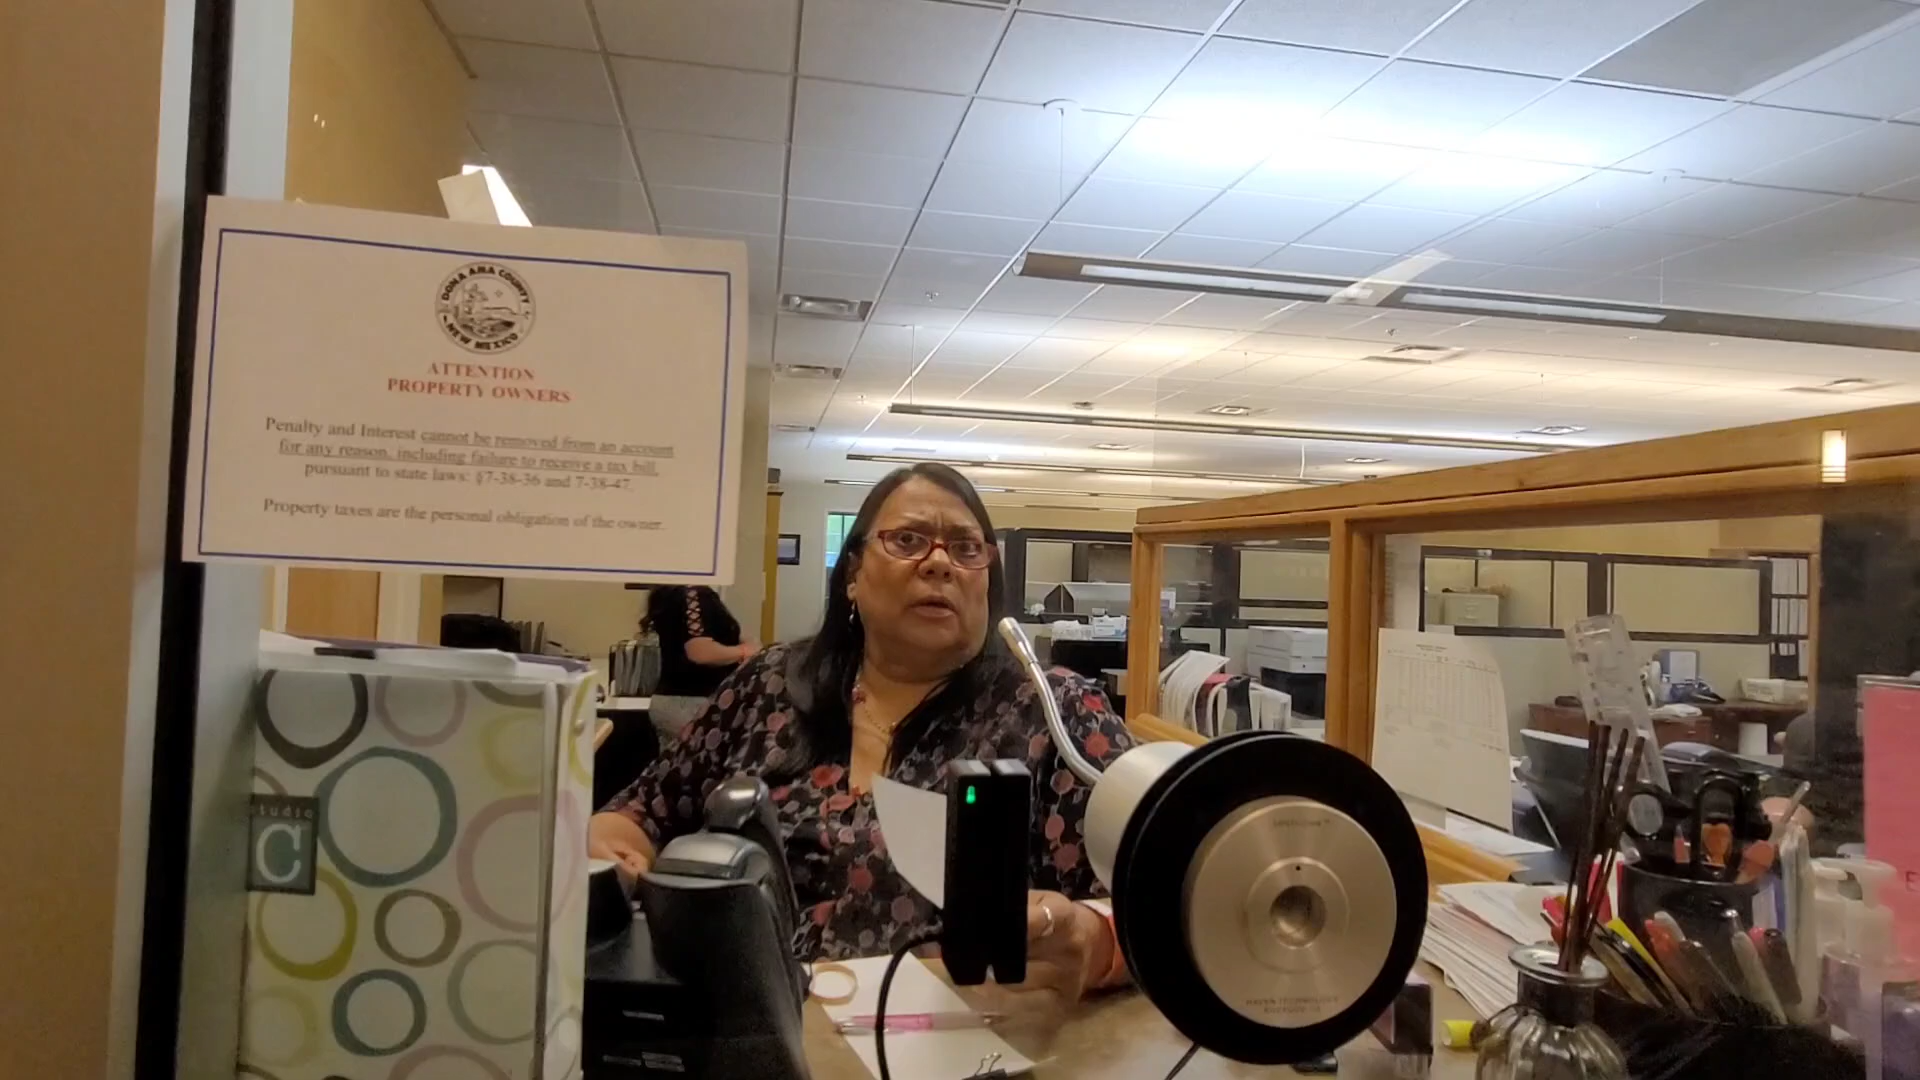 DONA ANA COUNTY
NEW MEXICO
ATTENTION
PROPERTY OWNERS
Penalty and Interest cannot be removed from an account
for any reason, including failure to receive a tax bill,
pursuant to state laws: §7-38-36 and 7-38-47.
Property taxes are the personal obligation of the owner.
studio
C